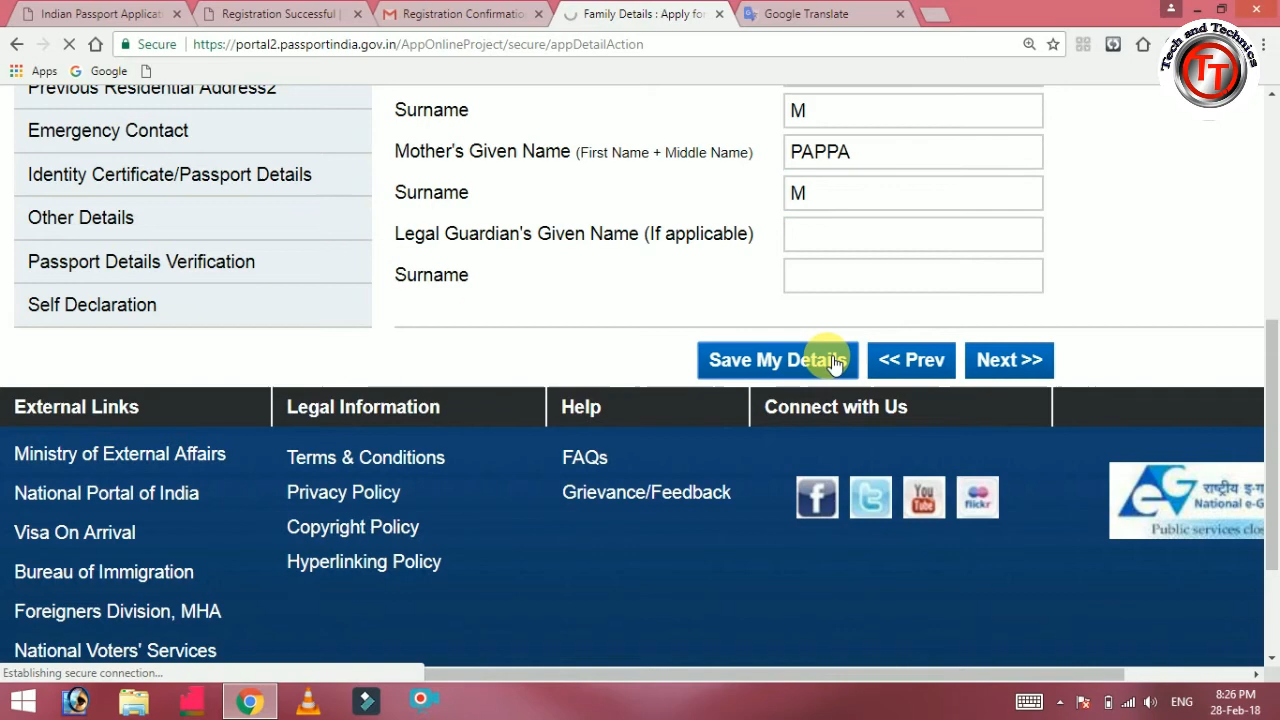 Indian Passport Applicat
Registration Successful |
Registration Confirmatio
Family Details : Apply for
Google Translate
Secure
https://portal2.passportindia.gov.in/AppOnlineProject/secure/appDetailAction
Apps
Google
Tech and Technics
TT
Previous Residential Address2
Emergency Contact
Identity Certificate/Passport Details
Other Details
Passport Details Verification
Self Declaration
Surname
M
Mother's Given Name (First Name + Middle Name)
PAPPA
Surname
M
Legal Guardian's Given Name (If applicable)
Surname
Save My Details
<< Prev
Next >>
External Links
Legal Information
Help
Connect with Us
Ministry of External Affairs
National Portal of India
Visa On Arrival
Bureau of Immigration
Foreigners Division, MHA
National Voters' Services
Terms & Conditions
Privacy Policy
Copyright Policy
Hyperlinking Policy
FAQs
Grievance/Feedback
You
Tube
flickr
eG
राष्ट्रीय इ-ग
National e-G
Public services clos
Establishing secure connection...
ENG
8:26 PM
28-Feb-18